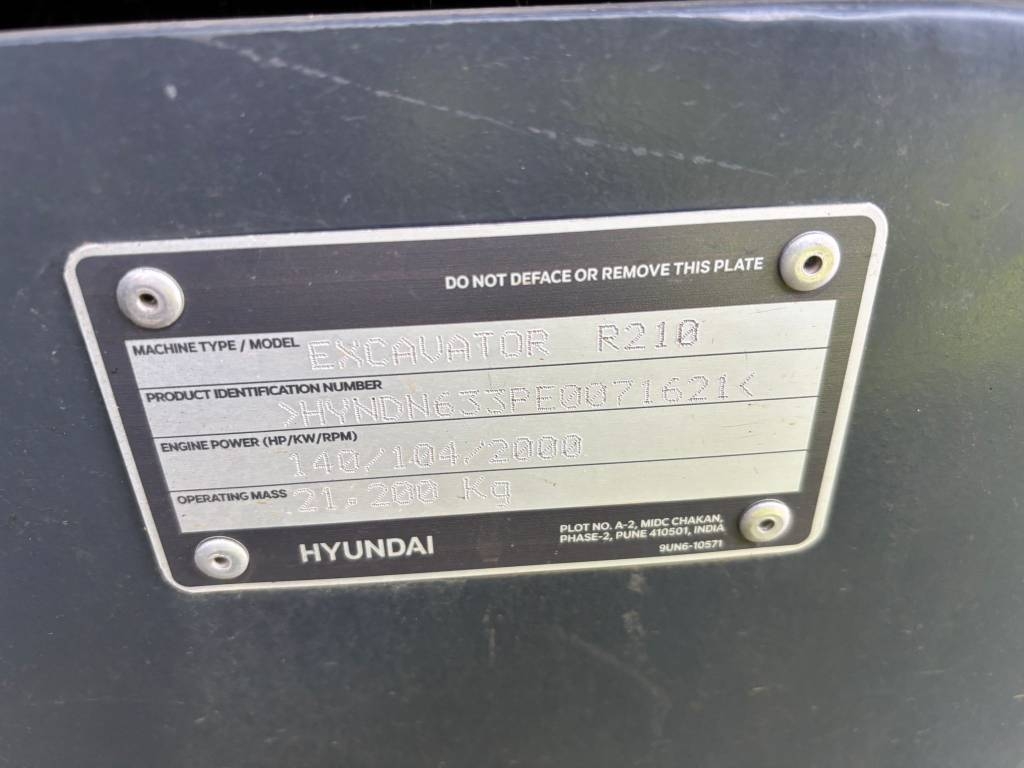 DO NOT DEFACE OR REMOVE THIS PLATE
MACHINE TYPE / MODEL EXCAVATOR R210
PRODUCT IDENTIFICATION NUMBER >HYNDN633PE0071621<
ENGINE POWER (HP/KW/RPM) 140/104/2000
OPERATING MASS 21,200 Kg
HYUNDAI
PLOT NO. A-2, MIDC CHAKAN,
PHASE-2, PUNE 410501, INDIA
9UN6-10571